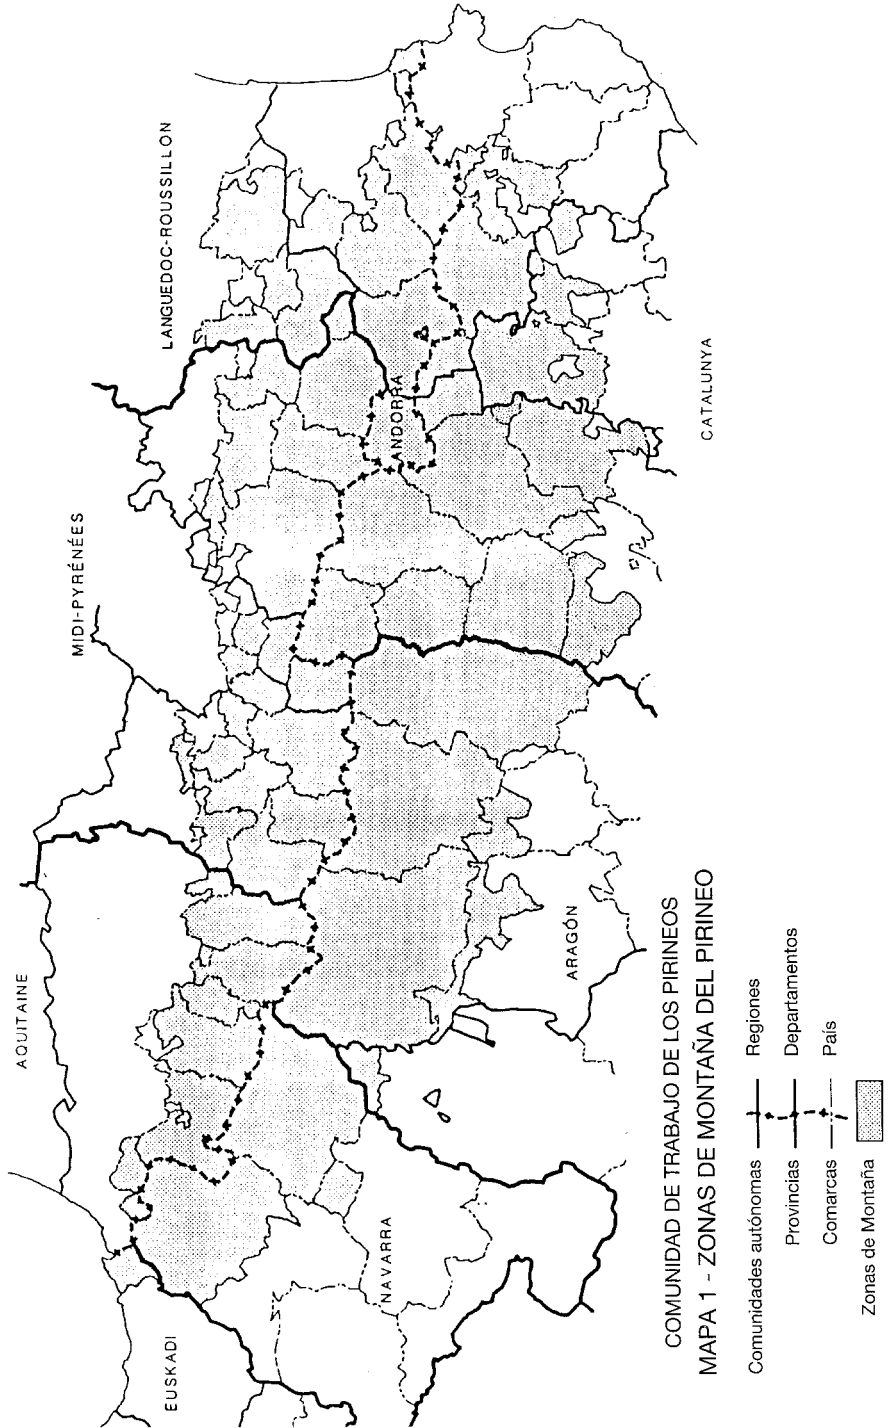 AQUITAINE
MIDI-PYRÉNÉES
LANGUEDOC-ROUSSILLON
EUSKADI
NAVARRA
ANDORRA
ARAGÓN
CATALUNYA
COMUNIDAD DE TRABAJO DE LOS PIRINEOS
MAPA 1 - ZONAS DE MONTAÑA DEL PIRINEO
Comunidades autónomas Regiones
Provincias Departamentos
Comarcas País
Zonas de Montaña